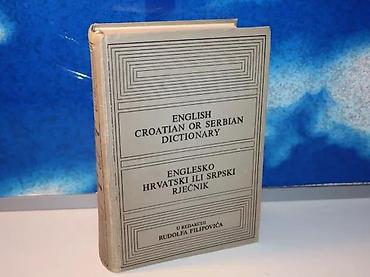 ENGLISH
CROATIAN OR SERBIAN
DICTIONARY
ENGLESKO
HRVATSKI ILI SRPSKI
RJEČNIK
U REDAKCIJI
RUDOLFA FILIPOVIĆA